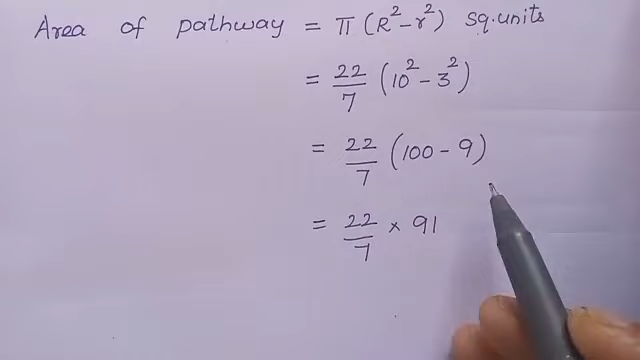 Area of pathway = π (R² - r²) sq.units
= 22/7 (10² - 3²)
= 22/7 (100 - 9)
= 22/7 × 91